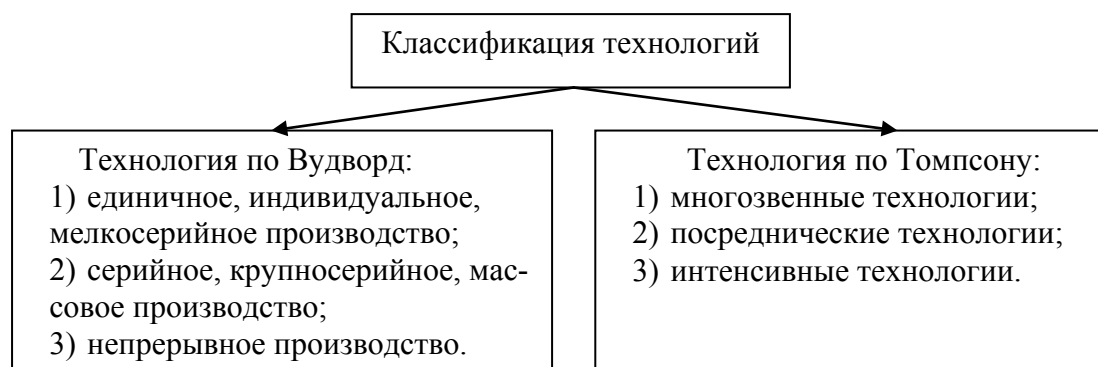 Классификация технологий
Технология по Вудворд:
1) единичное, индивидуальное,
мелкосерийное производство;
2) серийное, крупносерийное, мас-
совое производство;
3) непрерывное производство.
Технология по Томпсону:
1) многозвенные технологии;
2) посреднические технологии;
3) интенсивные технологии.